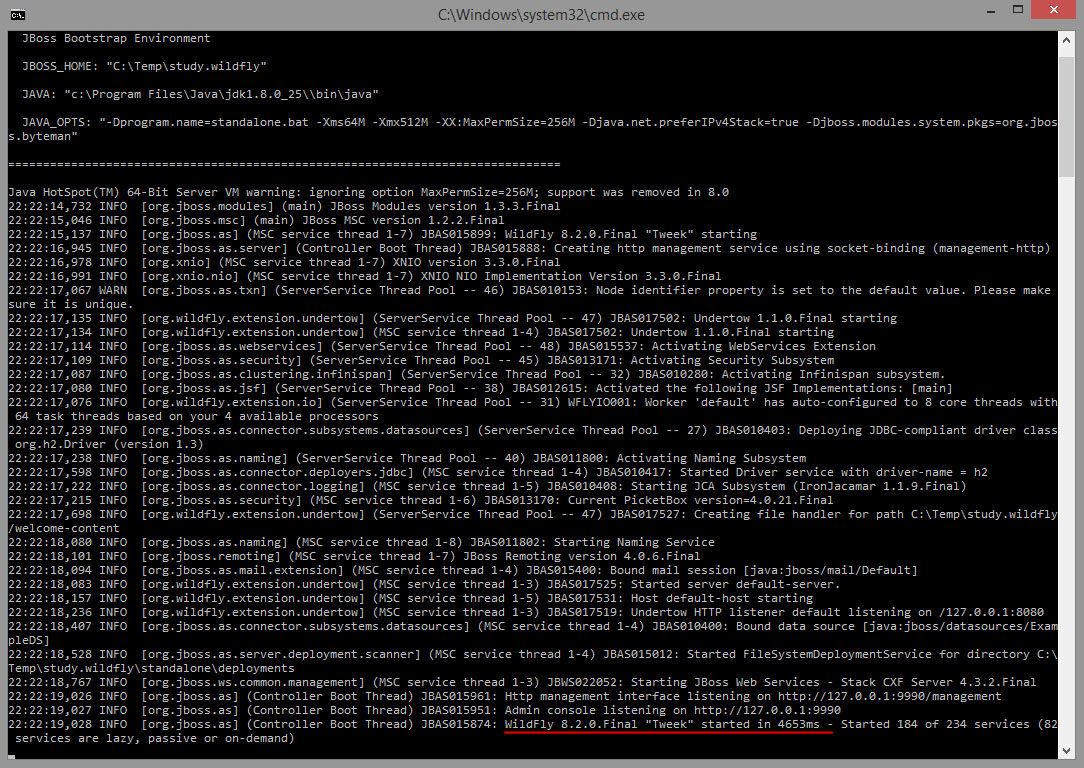 C:\Windows\system32\cmd.exe
JBoss Bootstrap Environment
JBOSS_HOME: "C:\Temp\study.wildfly"
JAVA: "c:\Program Files\Java\jdk1.8.0_25\\bin\java"
JAVA_OPTS: "-Dprogram.name=standalone.bat -Xms64M -Xmx512M -XX:MaxPermSize=256M -Djava.net.preferIPv4Stack=true -Djboss.modules.system.pkgs=org.jbos
s.byteman"
===============================================================================
Java HotSpot(TM) 64-Bit Server VM warning: ignoring option MaxPermSize=256M; support was removed in 8.0
22:22:14,732 INFO  [org.jboss.modules] (main) JBoss Modules version 1.3.3.Final
22:22:15,046 INFO  [org.jboss.msc] (main) JBoss MSC version 1.2.2.Final
22:22:15,137 INFO  [org.jboss.as] (MSC service thread 1-7) JBAS015899: WildFly 8.2.0.Final "Tweek" starting
22:22:16,945 INFO  [org.jboss.as.server] (Controller Boot Thread) JBAS015888: Creating http management service using socket-binding (management-http)
22:22:16,978 INFO  [org.xnio] (MSC service thread 1-7) XNIO version 3.3.0.Final
22:22:16,991 INFO  [org.xnio.nio] (MSC service thread 1-7) XNIO NIO Implementation Version 3.3.0.Final
22:22:17,067 WARN  [org.jboss.as.txn] (ServerService Thread Pool -- 46) JBAS010153: Node identifier property is set to the default value. Please make
sure it is unique.
22:22:17,135 INFO  [org.wildfly.extension.undertow] (ServerService Thread Pool -- 47) JBAS017502: Undertow 1.1.0.Final starting
22:22:17,134 INFO  [org.wildfly.extension.undertow] (MSC service thread 1-4) JBAS017502: Undertow 1.1.0.Final starting
22:22:17,114 INFO  [org.jboss.as.webservices] (ServerService Thread Pool -- 48) JBAS015537: Activating WebServices Extension
22:22:17,109 INFO  [org.jboss.as.security] (ServerService Thread Pool -- 45) JBAS013171: Activating Security Subsystem
22:22:17,087 INFO  [org.jboss.as.clustering.infinispan] (ServerService Thread Pool -- 32) JBAS010280: Activating Infinispan subsystem.
22:22:17,080 INFO  [org.jboss.as.jsf] (ServerService Thread Pool -- 38) JBAS012615: Activated the following JSF Implementations: [main]
22:22:17,076 INFO  [org.wildfly.extension.io] (ServerService Thread Pool -- 31) WFLYIO001: Worker 'default' has auto-configured to 8 core threads with
64 task threads based on your 4 available processors
22:22:17,239 INFO  [org.jboss.as.connector.subsystems.datasources] (ServerService Thread Pool -- 27) JBAS010403: Deploying JDBC-compliant driver class
org.h2.Driver (version 1.3)
22:22:17,238 INFO  [org.jboss.as.naming] (ServerService Thread Pool -- 40) JBAS011800: Activating Naming Subsystem
22:22:17,598 INFO  [org.jboss.as.connector.deployers.jdbc] (MSC service thread 1-4) JBAS010417: Started Driver service with driver-name = h2
22:22:17,222 INFO  [org.jboss.as.connector.logging] (MSC service thread 1-5) JBAS010408: Starting JCA Subsystem (IronJacamar 1.1.9.Final)
22:22:17,215 INFO  [org.jboss.as.security] (MSC service thread 1-6) JBAS013170: Current PicketBox version=4.0.21.Final
22:22:17,698 INFO  [org.wildfly.extension.undertow] (ServerService Thread Pool -- 47) JBAS017527: Creating file handler for path C:\Temp\study.wildfly
/welcome-content
22:22:18,080 INFO  [org.jboss.as.naming] (MSC service thread 1-8) JBAS011802: Starting Naming Service
22:22:18,101 INFO  [org.jboss.remoting] (MSC service thread 1-7) JBoss Remoting version 4.0.6.Final
22:22:18,094 INFO  [org.jboss.as.mail.extension] (MSC service thread 1-4) JBAS015400: Bound mail session [java:jboss/mail/Default]
22:22:18,083 INFO  [org.wildfly.extension.undertow] (MSC service thread 1-3) JBAS017525: Started server default-server.
22:22:18,157 INFO  [org.wildfly.extension.undertow] (MSC service thread 1-5) JBAS017531: Host default-host starting
22:22:18,236 INFO  [org.wildfly.extension.undertow] (MSC service thread 1-3) JBAS017519: Undertow HTTP listener default listening on /127.0.0.1:8080
22:22:18,407 INFO  [org.jboss.as.connector.subsystems.datasources] (MSC service thread 1-4) JBAS010400: Bound data source [java:jboss/datasources/Exam
pleDS]
22:22:18,528 INFO  [org.jboss.as.server.deployment.scanner] (MSC service thread 1-4) JBAS015012: Started FileSystemDeploymentService for directory C:\
Temp\study.wildfly\standalone\deployments
22:22:18,767 INFO  [org.jboss.ws.common.management] (MSC service thread 1-3) JBWS022052: Starting JBoss Web Services - Stack CXF Server 4.3.2.Final
22:22:19,026 INFO  [org.jboss.as] (Controller Boot Thread) JBAS015961: Http management interface listening on http://127.0.0.1:9990/management
22:22:19,027 INFO  [org.jboss.as] (Controller Boot Thread) JBAS015951: Admin console listening on http://127.0.0.1:9990
22:22:19,028 INFO  [org.jboss.as] (Controller Boot Thread) JBAS015874: WildFly 8.2.0.Final "Tweek" started in 4653ms - Started 184 of 234 services (82
services are lazy, passive or on-demand)